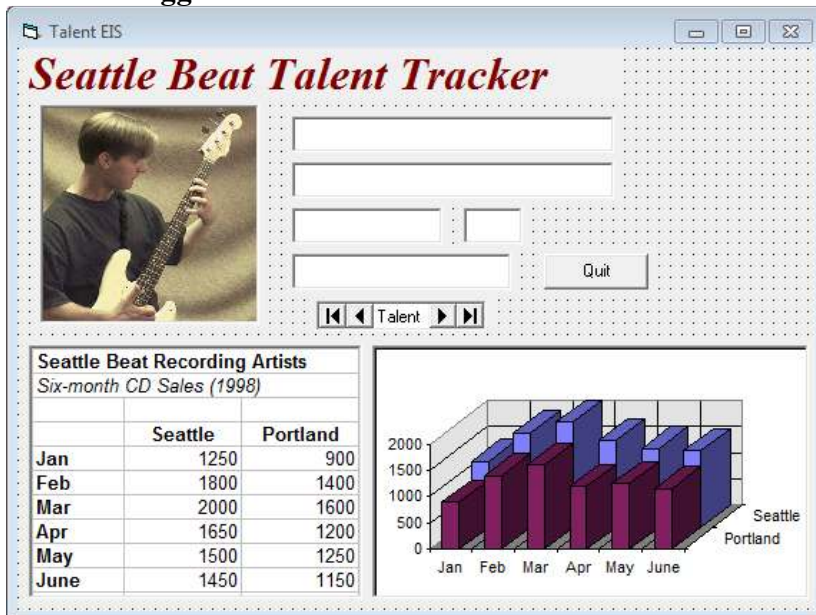 Talent EIS
Seattle Beat Talent Tracker
Quit
Talent
Seattle Beat Recording Artists
Six-month CD Sales (1998)
Seattle Portland
Jan 1250 900
Feb 1800 1400
Mar 2000 1600
Apr 1650 1200
May 1500 1250
June 1450 1150
2000
1500
1000
500
0
Jan Feb Mar Apr May June
Seattle
Portland